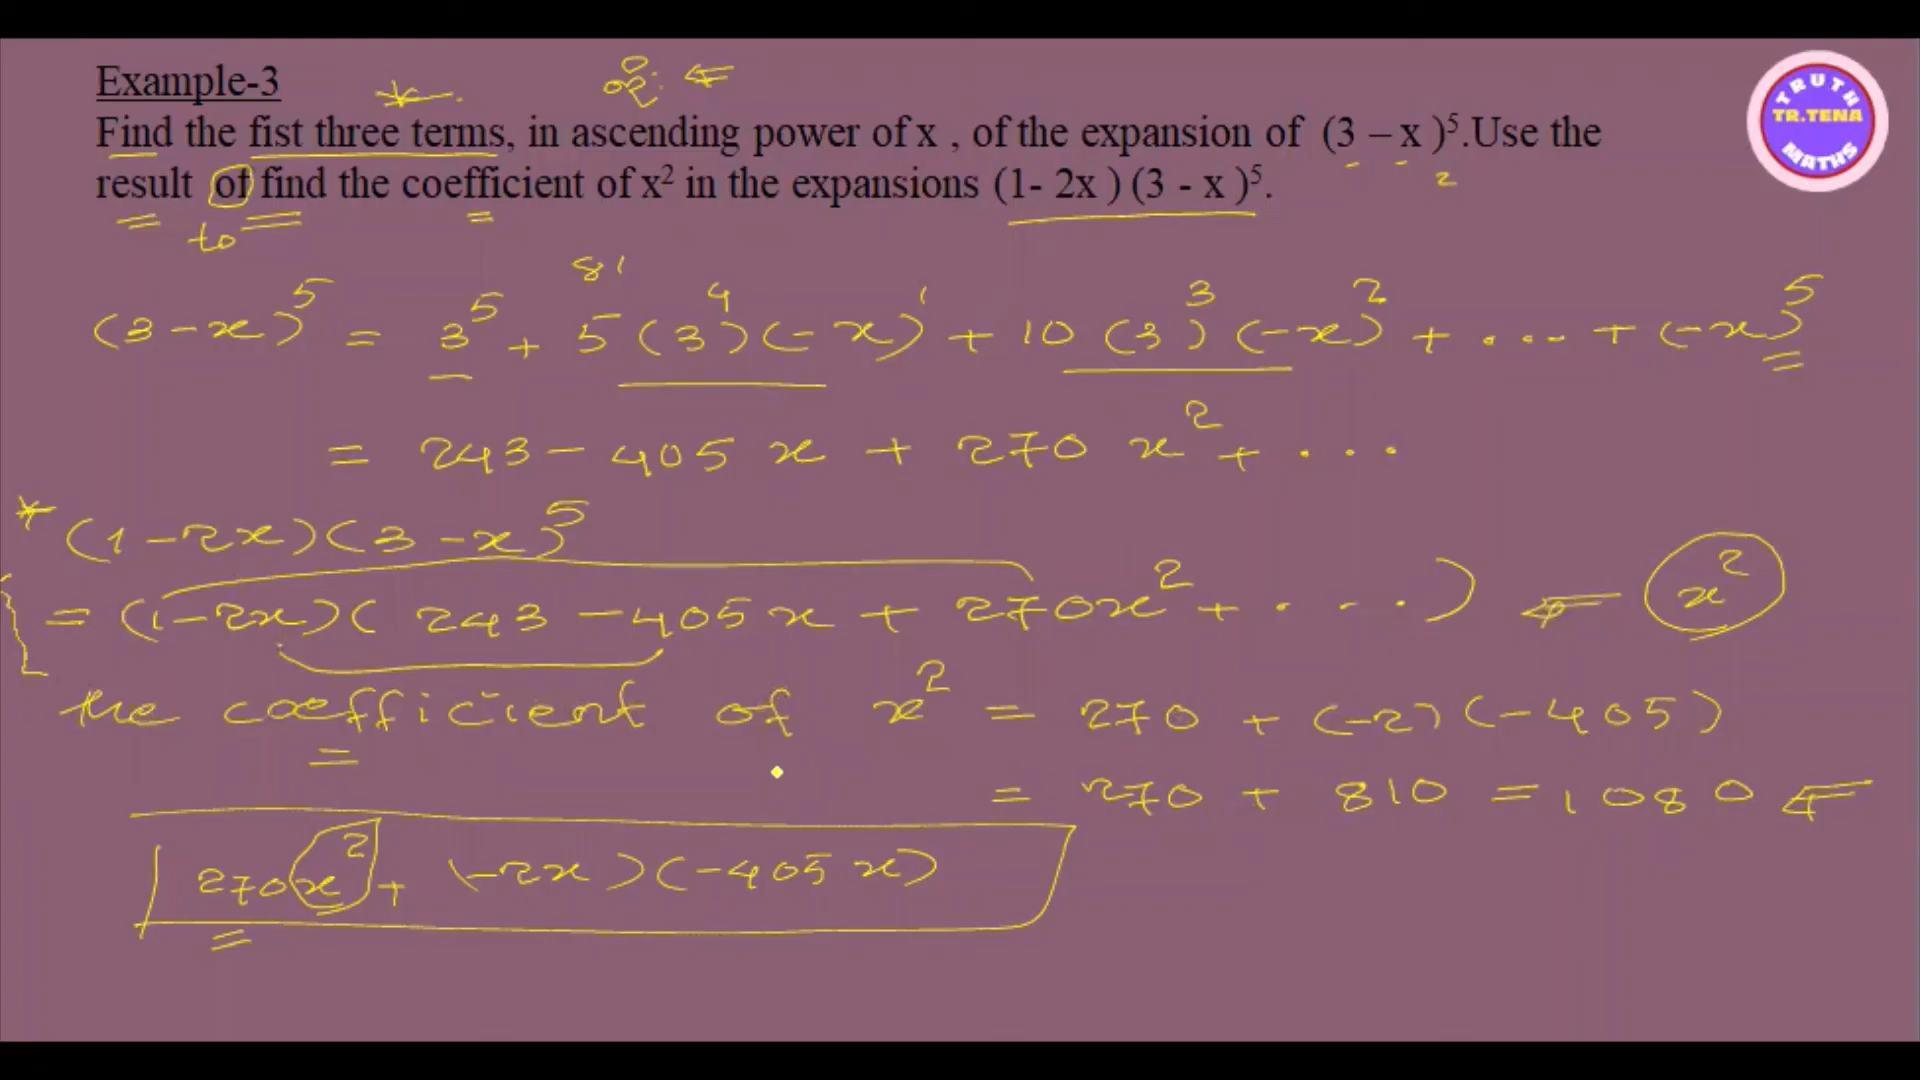 Example-3
Find the fist three terms, in ascending power of x , of the expansion of (3 – x )⁵.Use the
2
result of find the coefficient of x² in the expansions (1- 2x ) (3 - x )⁵.
to
TRUTH
TR.TENA
MATHS
81
(3-x)⁵ = 3⁵ + 5(3)⁴(-x)¹ + 10(3)³(-x)² + .... + (-x)⁵
= 243 - 405 x + 270 x² + ...
* (1-2x)(3-x)⁵
= (1-2x)(243 - 405x + 270x² + ...) x²
the coefficient of x² = 270 + (-2)(-405)
= 270 + 810 = 1080
270x² + (-2x)(-405x)